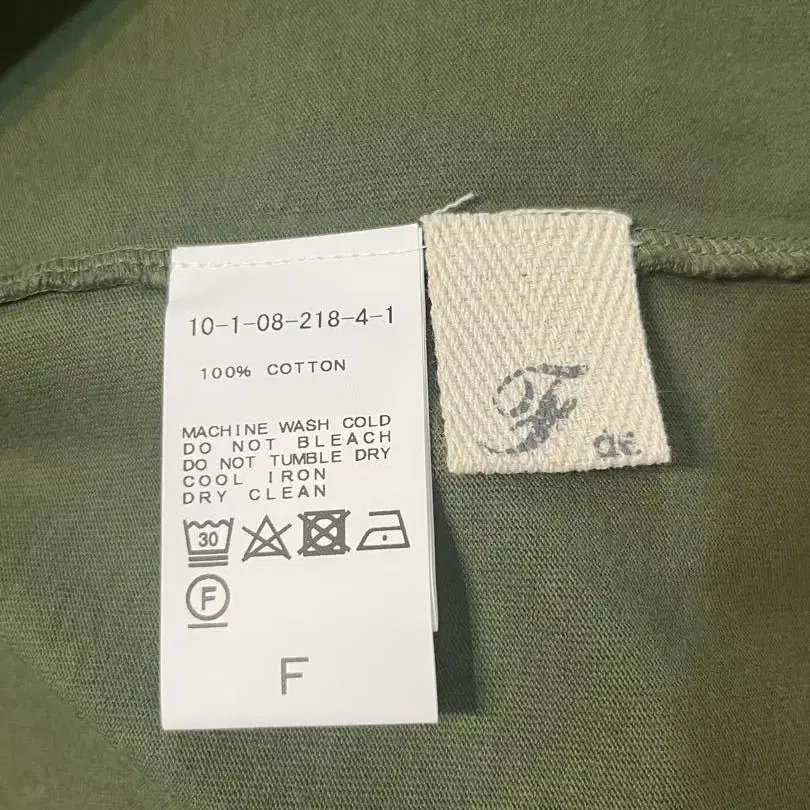 10-1-08-218-4-1
100% COTTON
MACHINE WASH COLD
DO NOT BLEACH
DO NOT TUMBLE DRY
COOL IRON
DRY CLEAN
30
F
F
F